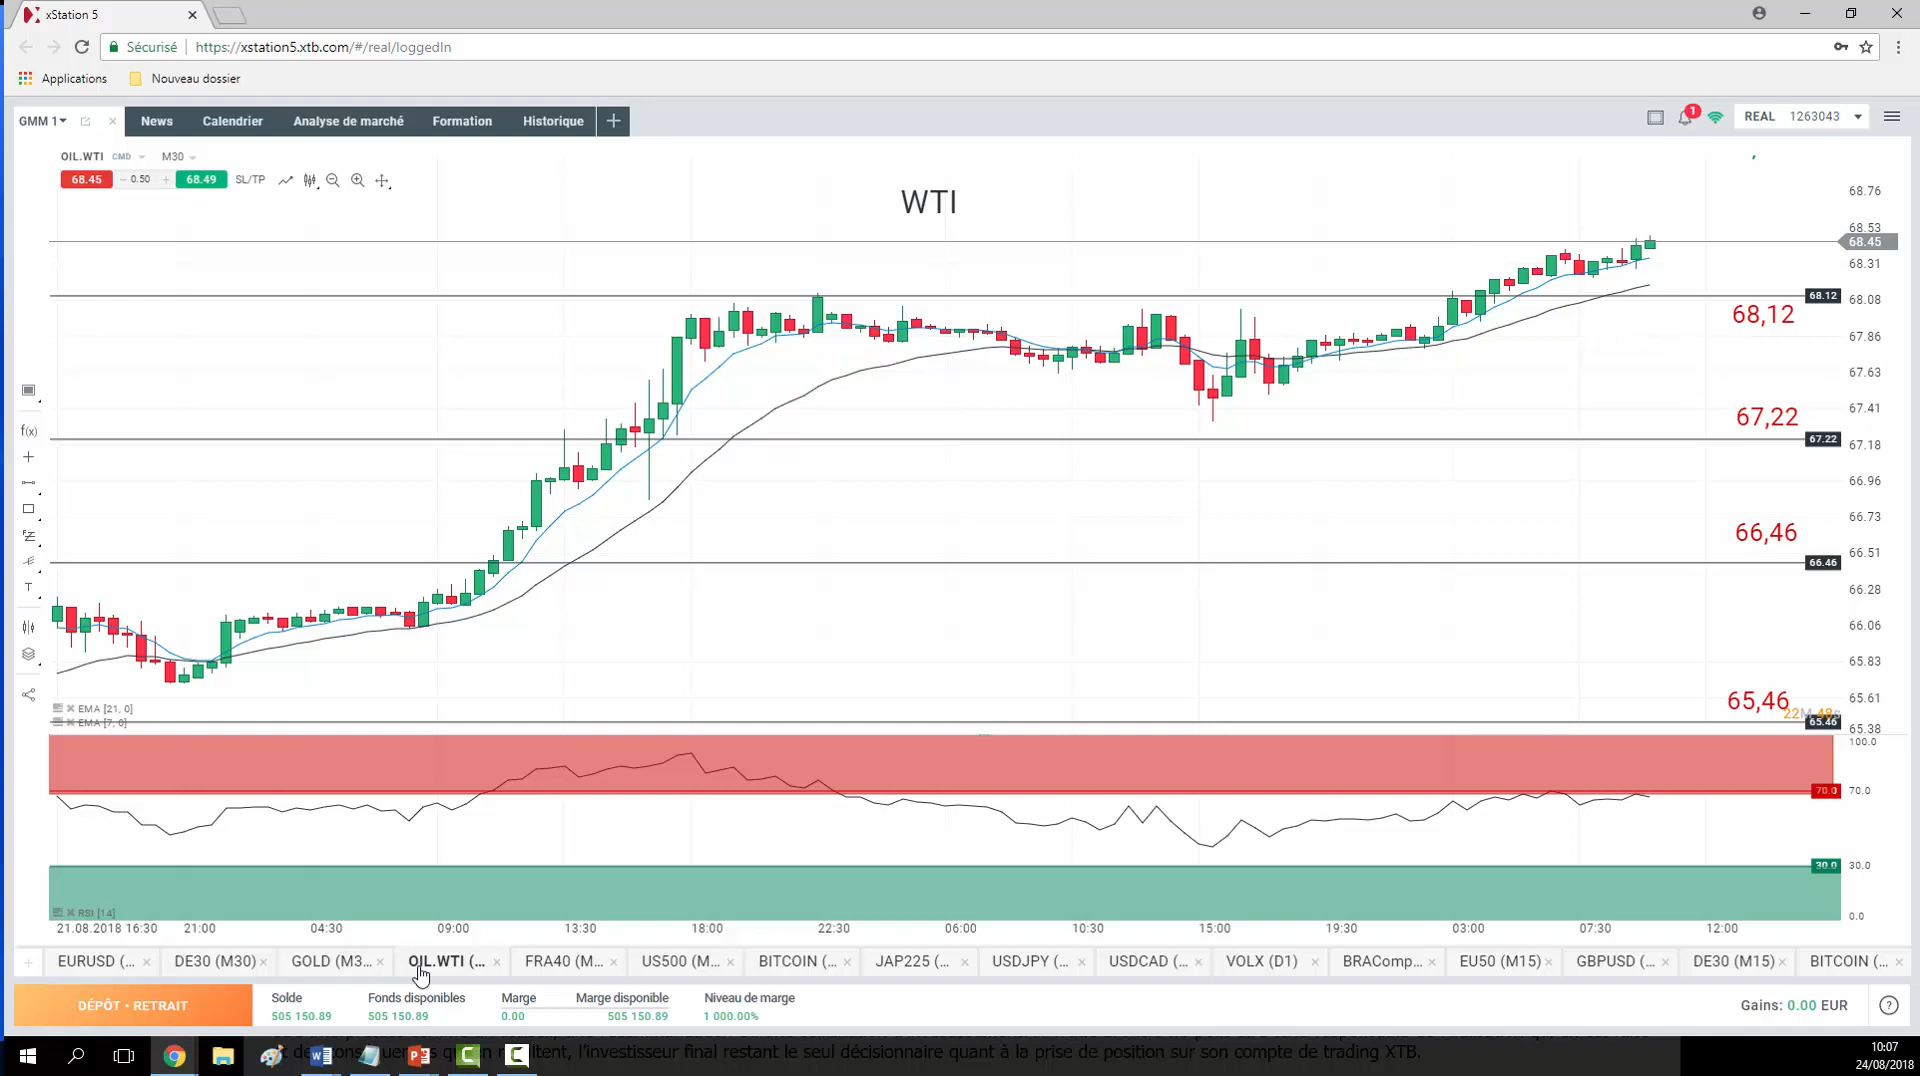 xStation 5
Sécurisé https://xstation5.xtb.com/#/real/loggedIn
Applications Nouveau dossier
GMM 1 News Calendrier Analyse de marché Formation Historique 1 REAL 1263043
OIL.WTI CMD M30
68.45 0.50 68.49 SL/TP
WTI
68.76
68.53
68.45
68.31
68.12
68.08
68,12
67.86
67.63
67.41
67,22
67.22
67.18
66.96
66.73
66,46
66.51
66.46
66.28
66.06
65.83
65.61
65,46
EMA [21, 0]
22M 48s
EMA [7, 0]
65.46
65.38
100.0
70.0 70.0
30.0 30.0
RSI [14]
0.0
21.08.2018 16:30 21:00 04:30 09:00 13:30 18:00 22:30 06:00 10:30 15:00 19:30 03:00 07:30 12:00
EURUSD (... DE30 (M30) GOLD (M3... OIL.WTI (... FRA40 (M... US500 (M... BITCOIN (... JAP225 (... USDJPY (... USDCAD (... VOLX (D1) BRAComp... EU50 (M15) GBPUSD (... DE30 (M15) BITCOIN (...
DÉPÔT • RETRAIT
Solde Fonds disponibles Marge Marge disponible Niveau de marge
505 150.89 505 150.89 0.00 505 150.89 1 000.00%
Gains: 0.00 EUR
l'investisseur final restant le seul décisionnaire quant à la prise de position sur son compte de trading XTB.
10:07
24/08/2018